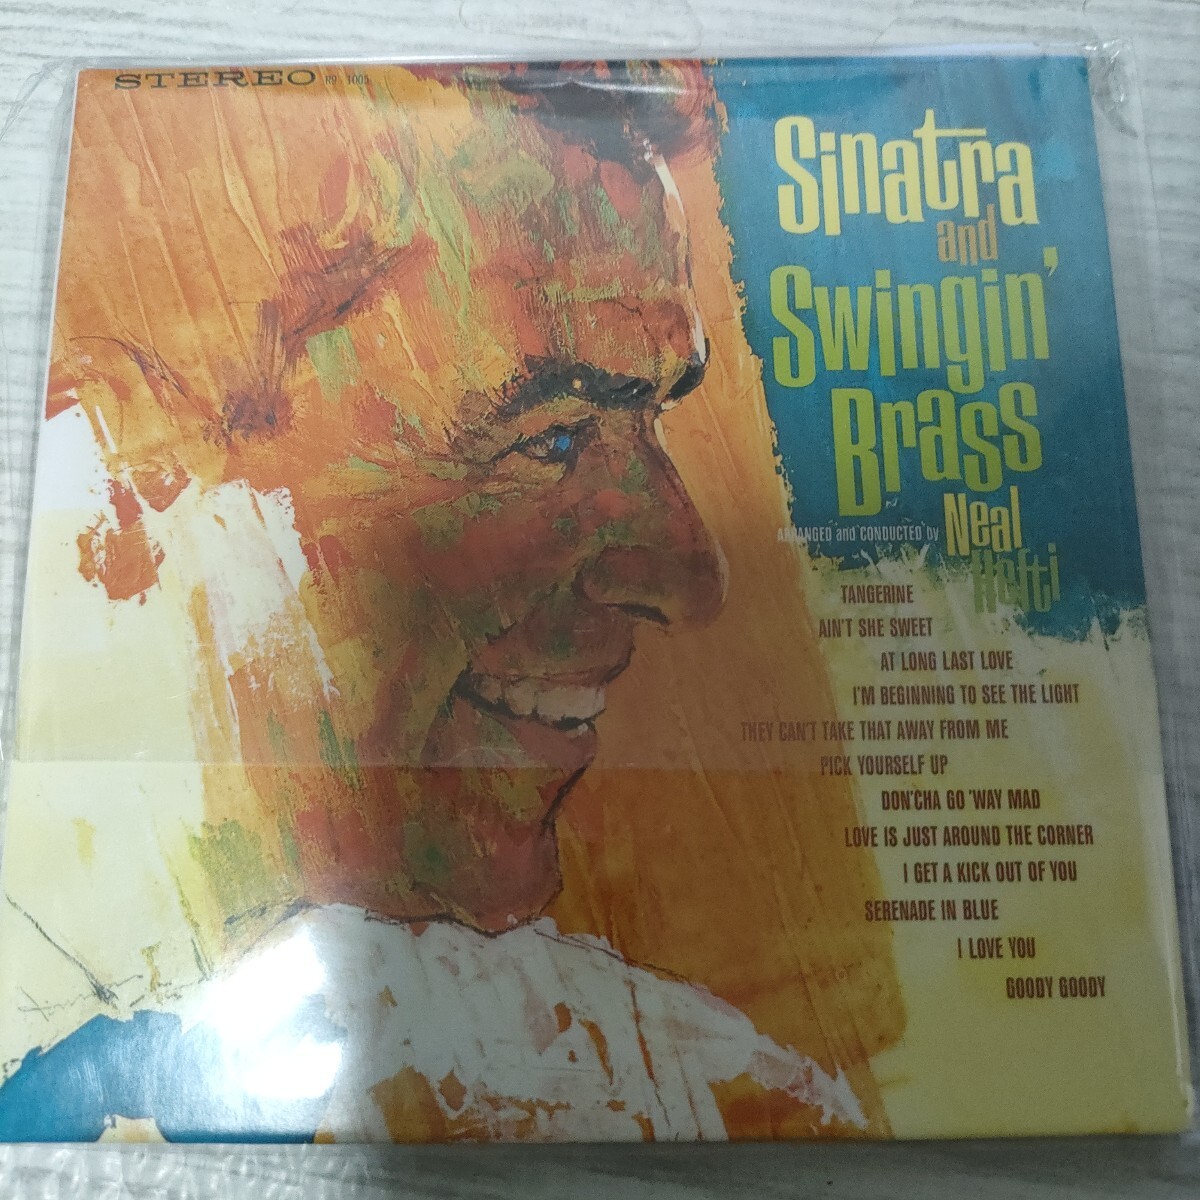 STEREO R9-1005
Sinatra
and
Swingin'
Brass
ARRANGED and CONDUCTED by Neal
Hefti
TANGERINE
AIN'T SHE SWEET
AT LONG LAST LOVE
I'M BEGINNING TO SEE THE LIGHT
THEY CAN'T TAKE THAT AWAY FROM ME
PICK YOURSELF UP
DON'CHA GO 'WAY MAD
LOVE IS JUST AROUND THE CORNER
I GET A KICK OUT OF YOU
SERENADE IN BLUE
I LOVE YOU
GOODY GOODY